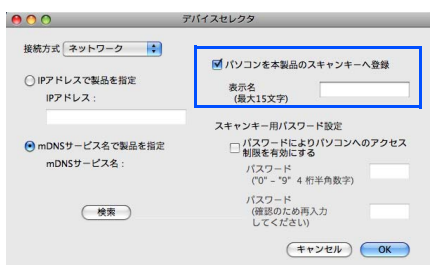 デバイスセレクタ
接続方式 ネットワーク
IPアドレスで製品を指定
IPアドレス：
mDNSサービス名で製品を指定
mDNSサービス名：
検索
パソコンを本製品のスキャンキーへ登録
表示名
(最大15文字)
スキャンキー用パスワード設定
パスワードによりパソコンへのアクセス
制限を有効にする
パスワード
("0" – "9" 4 桁半角数字)
パスワード
(確認のため再入力
してください)
キャンセル
OK